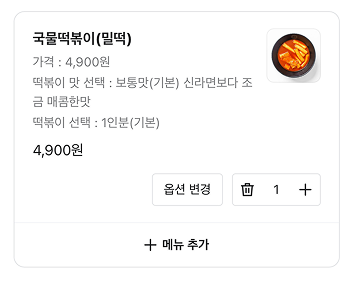 국물떡볶이(밀떡)
가격 : 4,900원
떡볶이 맛 선택 : 보통맛(기본) 신라면보다 조
금 매콤한맛
떡볶이 선택 : 1인분(기본)
4,900원
옵션 변경
1
메뉴 추가